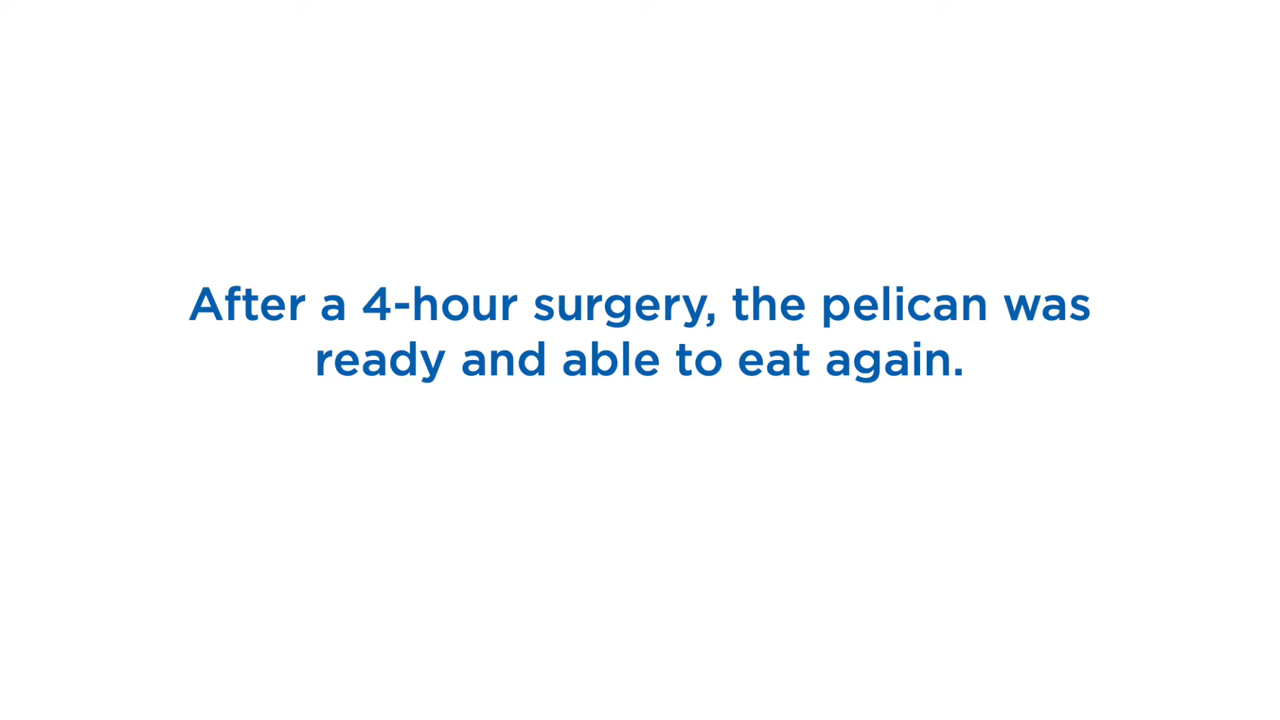 After a 4-hour surgery, the pelican was
ready and able to eat again.